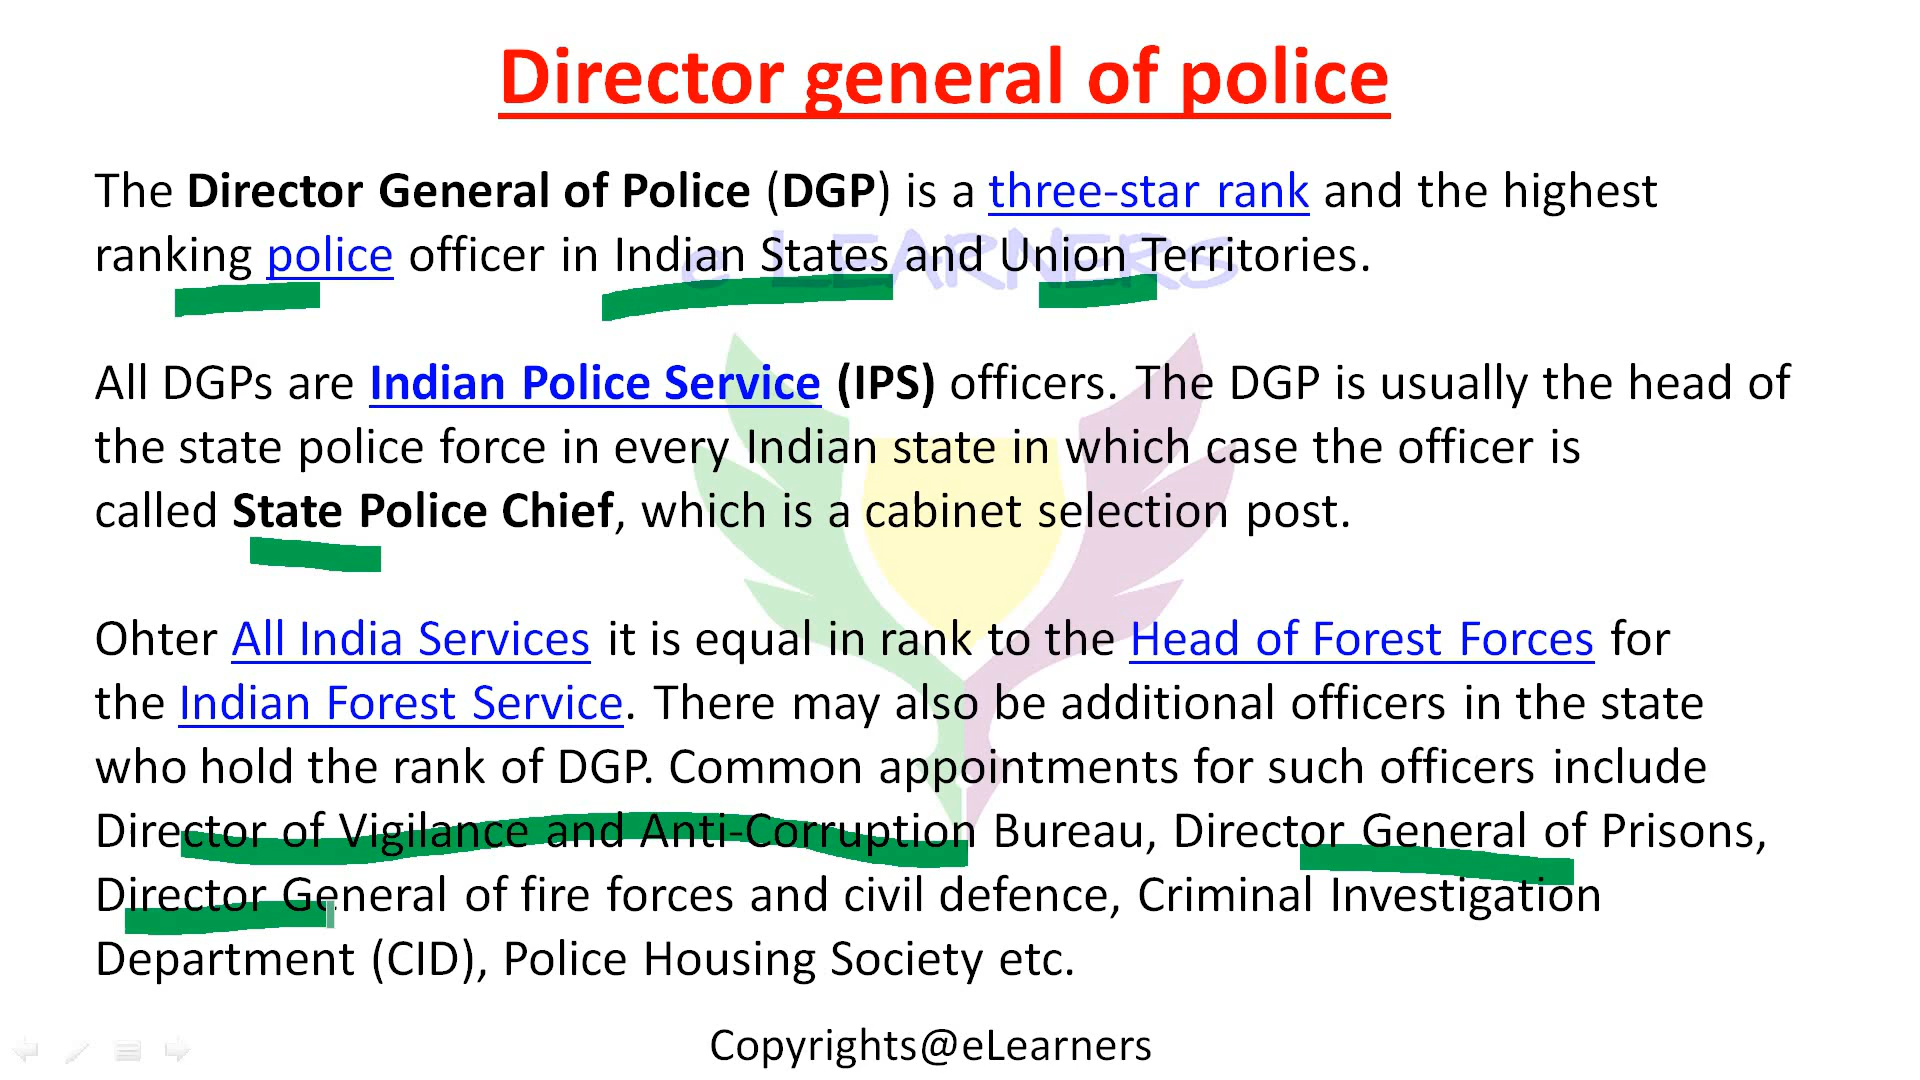 Director general of police
The Director General of Police (DGP) is a three-star rank and the highest
ranking police officer in Indian States and Union Territories.
e LEARNERS
All DGPs are Indian Police Service (IPS) officers. The DGP is usually the head of
the state police force in every Indian state in which case the officer is
called State Police Chief, which is a cabinet selection post.
Ohter All India Services it is equal in rank to the Head of Forest Forces for
the Indian Forest Service. There may also be additional officers in the state
who hold the rank of DGP. Common appointments for such officers include
Director of Vigilance and Anti-Corruption Bureau, Director General of Prisons,
Director General of fire forces and civil defence, Criminal Investigation
Department (CID), Police Housing Society etc.
Copyrights@eLearners